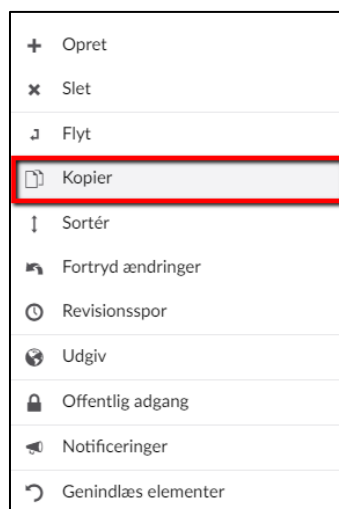 Opret
Slet
Flyt
Kopier
Sortér
Fortryd ændringer
Revisionsspor
Udgiv
Offentlig adgang
Notificeringer
Genindlæs elementer